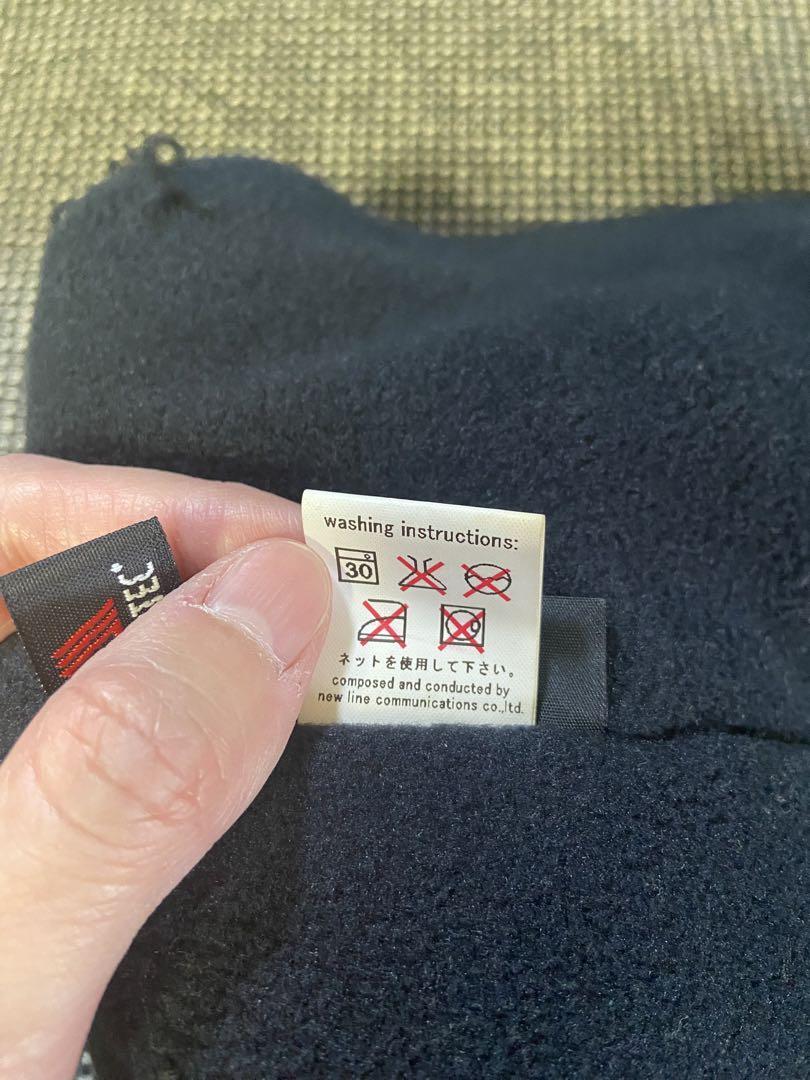 washing instructions:
30
ネットを使用して下さい。
composed and conducted by
new line communications co.,ltd.